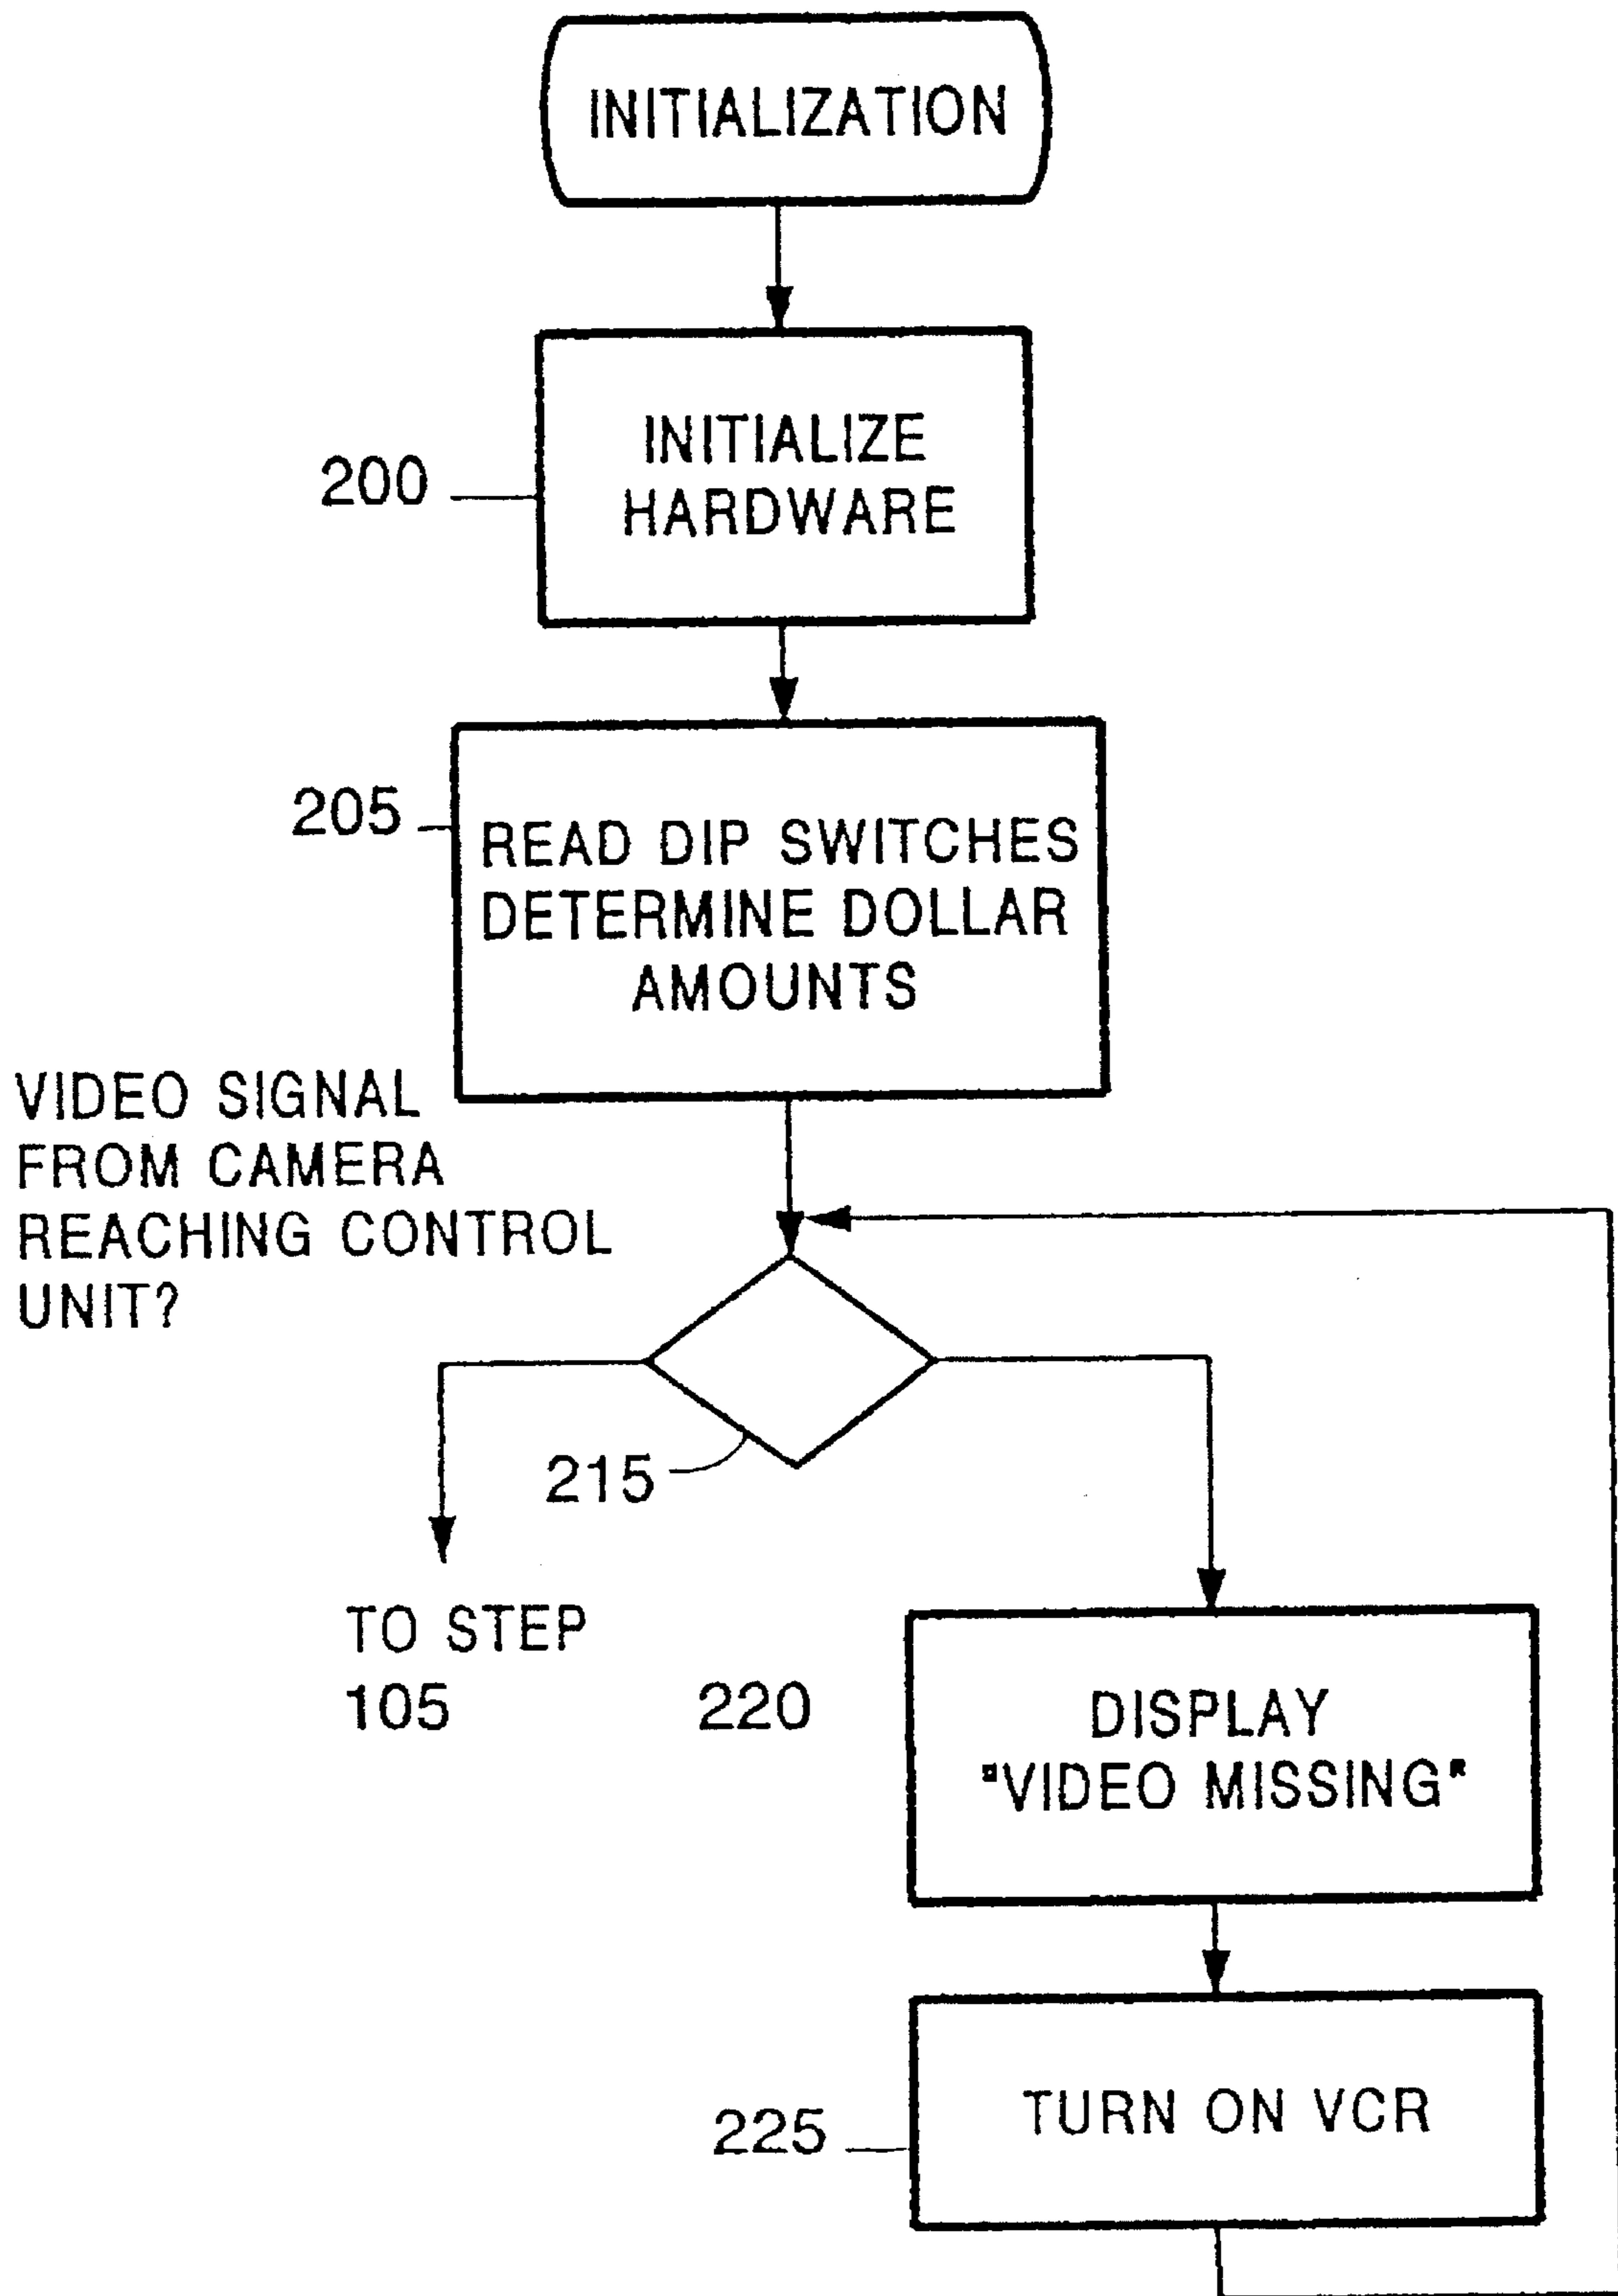 INITIALIZATION
INITIALIZE
HARDWARE
200
205
READ DIP SWITCHES
DETERMINE DOLLAR
AMOUNTS
VIDEO SIGNAL
FROM CAMERA
REACHING CONTROL
UNIT?
215
TO STEP
105
220
DISPLAY
"VIDEO MISSING"
225
TURN ON VCR